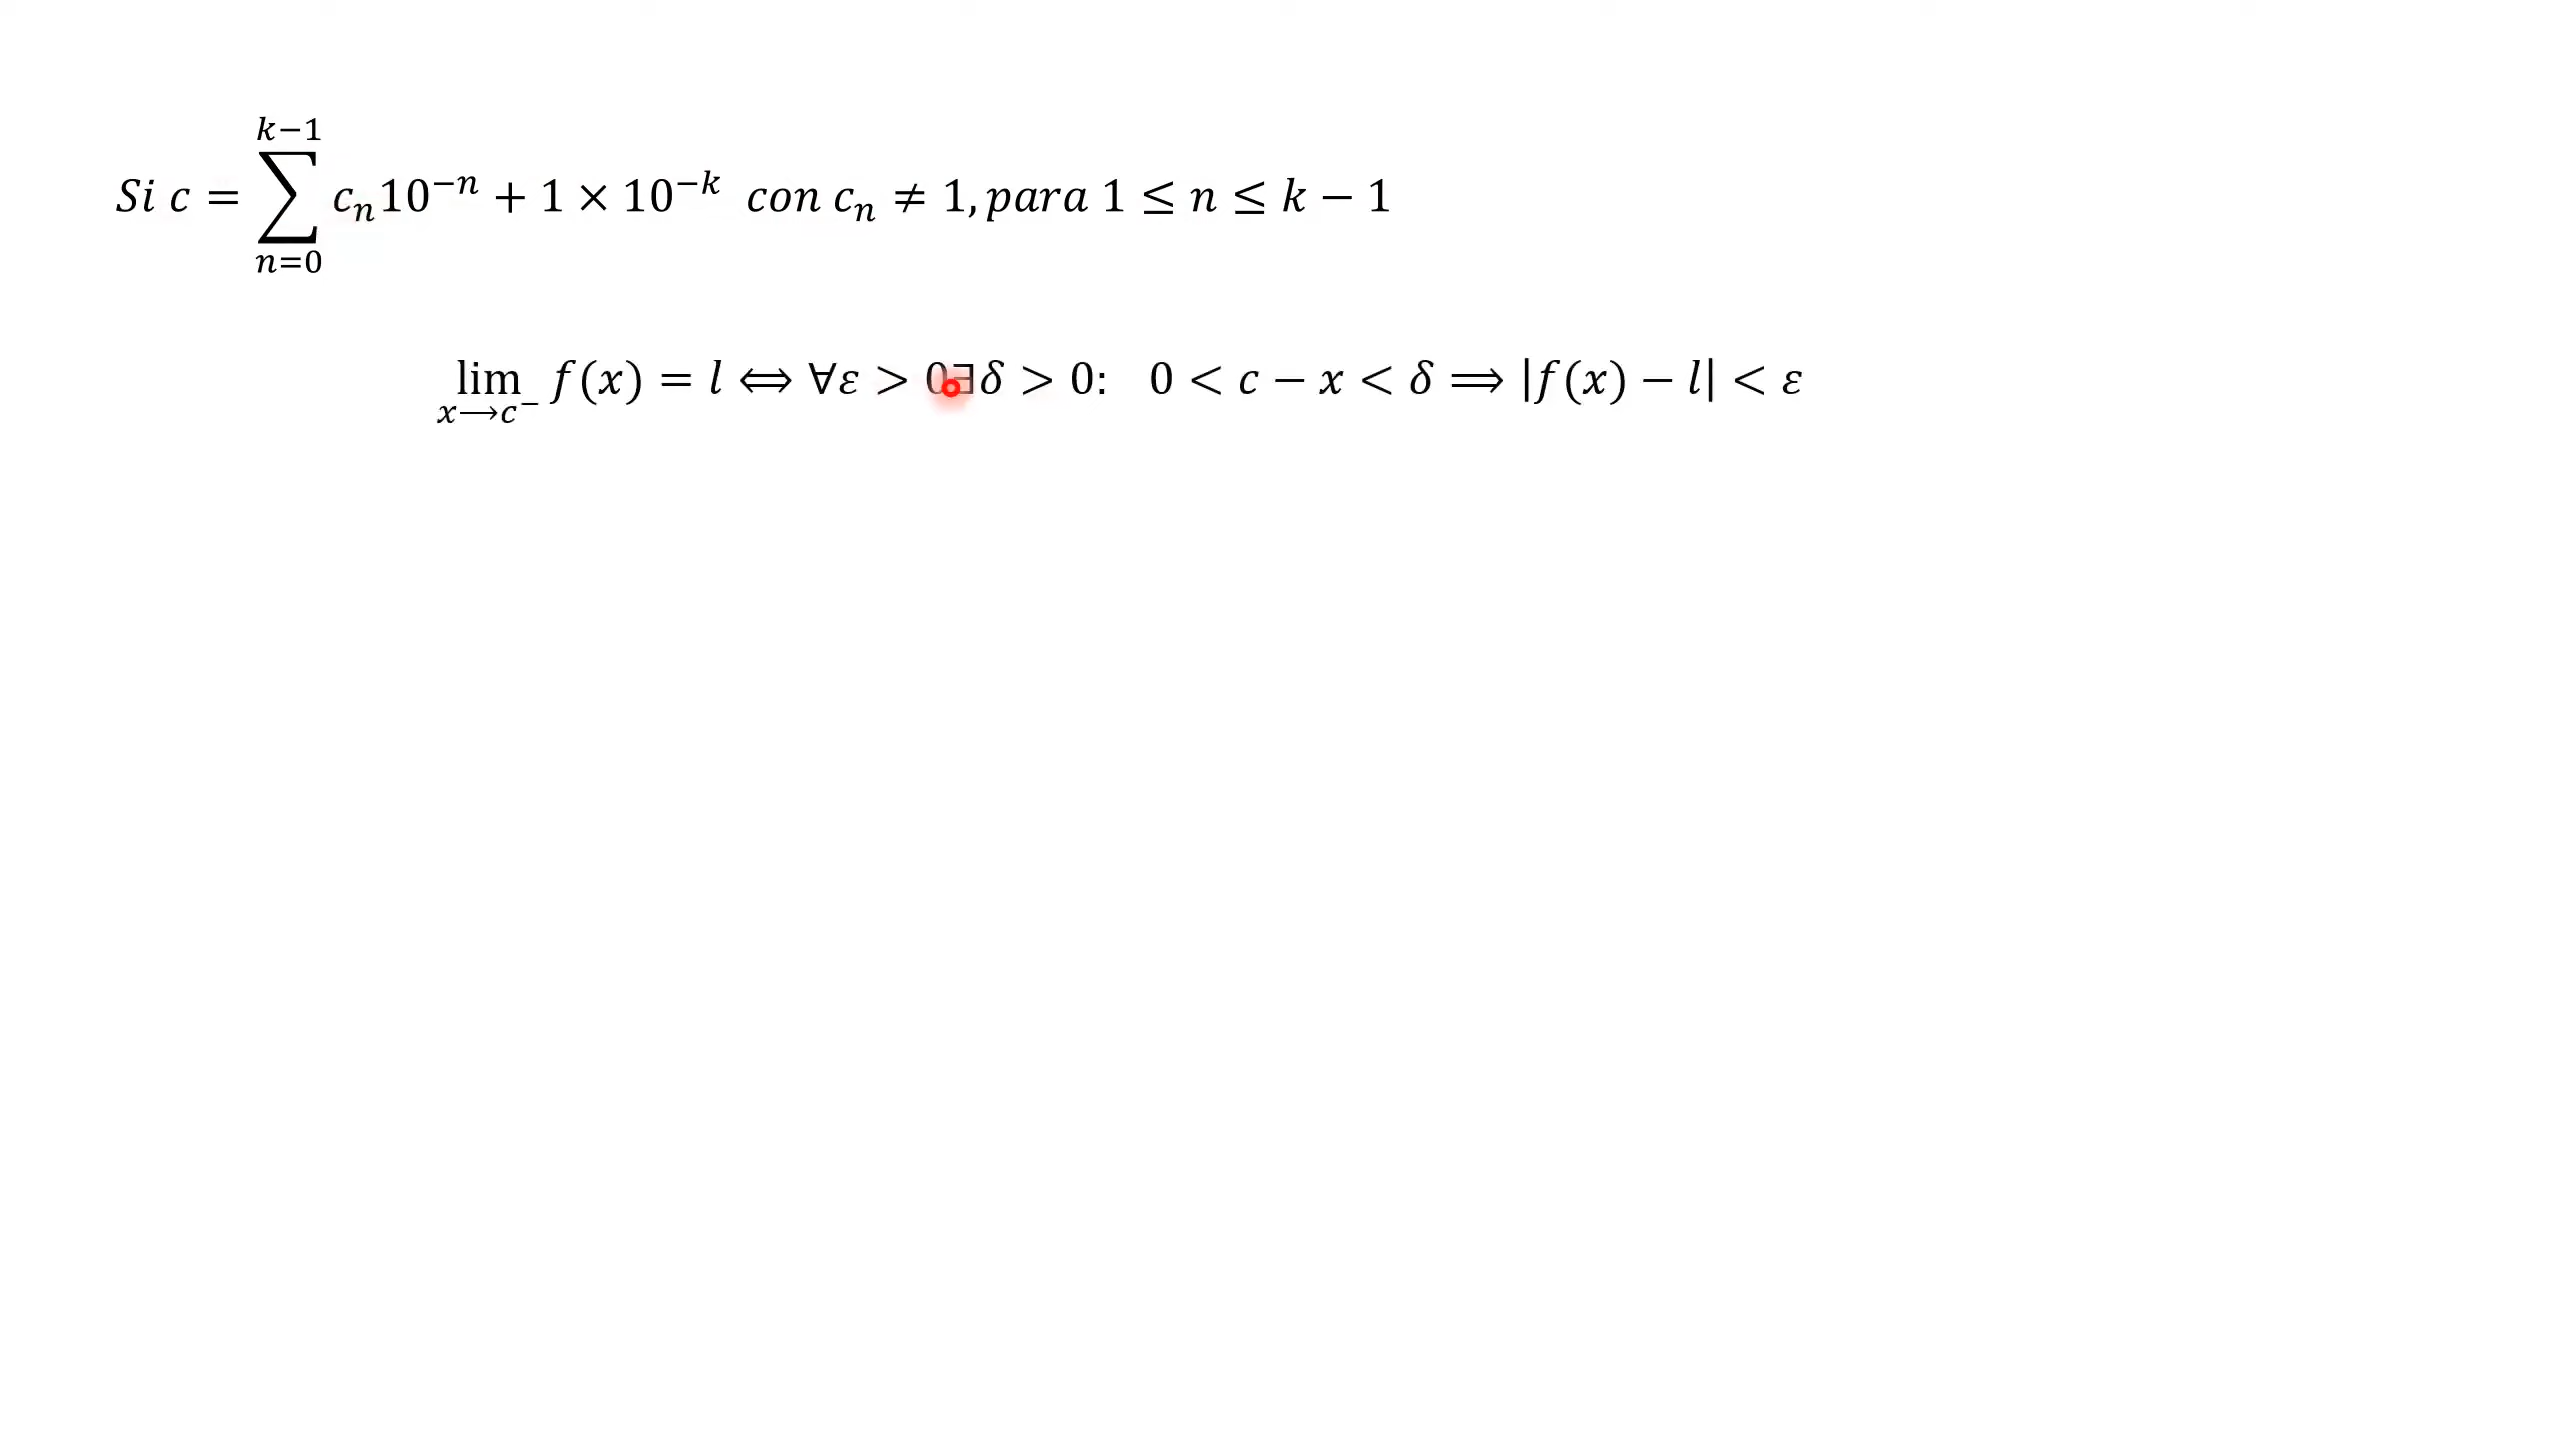 Si c = ∑_{n=0}^{k−1} c_n 10^{−n} + 1 × 10^{−k} con c_n ≠ 1, para 1 ≤ n ≤ k − 1
lim_{x⟶c^−} f(x) = l ⟺ ∀ε > 0∃δ > 0: 0 < c − x < δ ⟹ |f(x) − l| < ε